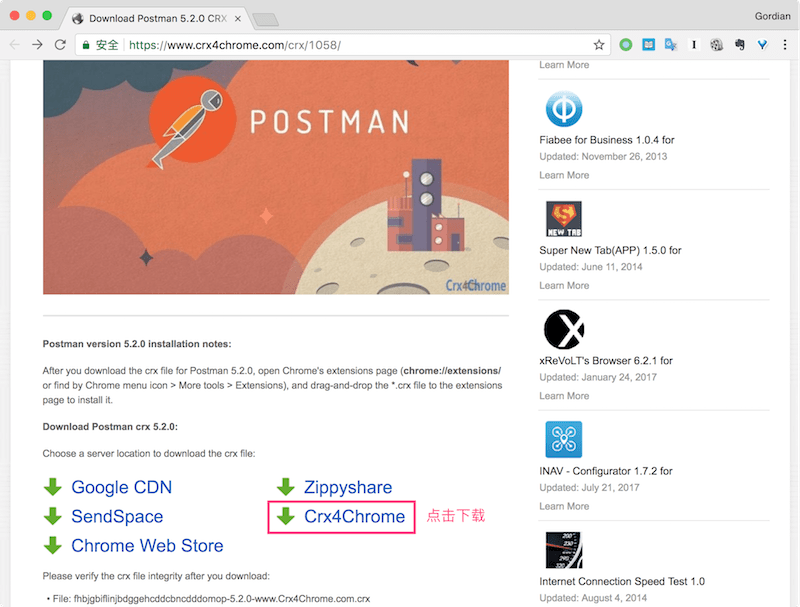 Download Postman 5.2.0 CRX
Gordian
安全
https://www.crx4chrome.com/crx/1058/
POSTMAN
Crx4Chrome
Postman version 5.2.0 installation notes:
After you download the crx file for Postman 5.2.0, open Chrome's extensions page (chrome://extensions/
or find by Chrome menu icon > More tools > Extensions), and drag-and-drop the *.crx file to the extensions
page to install it.
Download Postman crx 5.2.0:
Choose a server location to download the crx file:
Google CDN
Zippyshare
SendSpace
Crx4Chrome
点击下载
Chrome Web Store
Please verify the crx file integrity after you download:
• File: fhbjgbiflinjbdggehcddcbncdddomop-5.2.0-www.Crx4Chrome.com.crx
Learn More
Fiabee for Business 1.0.4 for
Updated: November 26, 2013
Learn More
NEW TAB
Super New Tab(APP) 1.5.0 for
Updated: June 11, 2014
Learn More
xReVoLT's Browser 6.2.1 for
Updated: January 24, 2017
Learn More
INAV - Configurator 1.7.2 for
Updated: July 21, 2017
Learn More
Internet Connection Speed Test 1.0
Updated: August 4, 2014